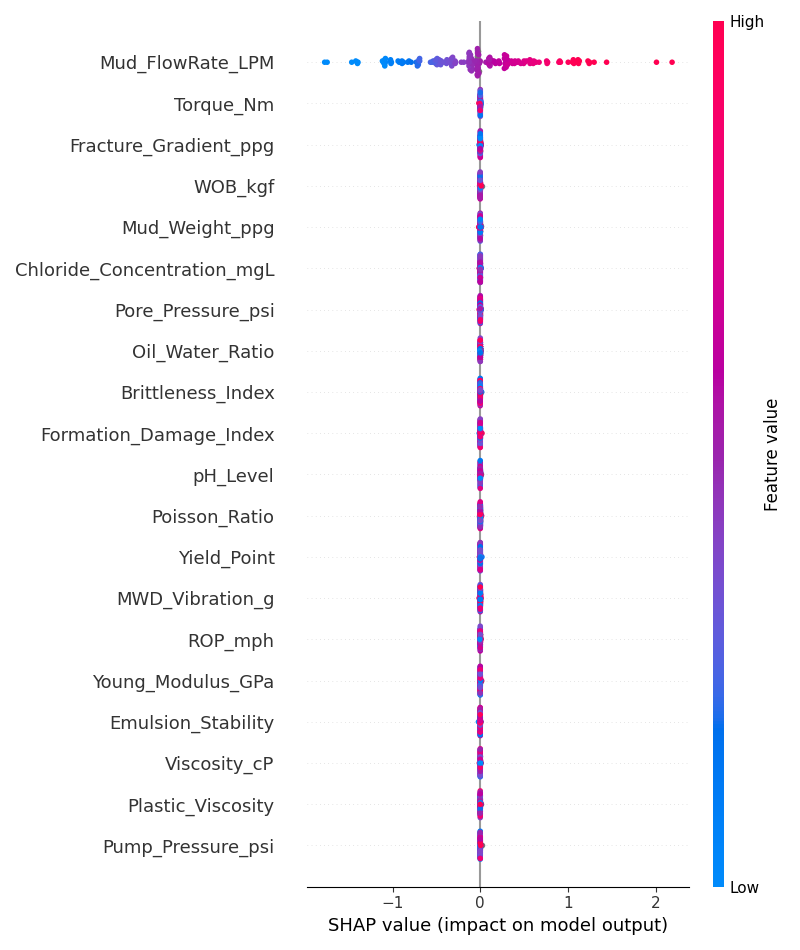 High
Mud_FlowRate_LPM
Torque_Nm
Fracture_Gradient_ppg
WOB_kgf
Mud_Weight_ppg
Chloride_Concentration_mgL
Pore_Pressure_psi
Oil_Water_Ratio
Brittleness_Index
Formation_Damage_Index
pH_Level
Poisson_Ratio
Yield_Point
MWD_Vibration_g
ROP_mph
Young_Modulus_GPa
Emulsion_Stability
Viscosity_cP
Plastic_Viscosity
Pump_Pressure_psi
Feature value
Low
−1 0 1 2
SHAP value (impact on model output)